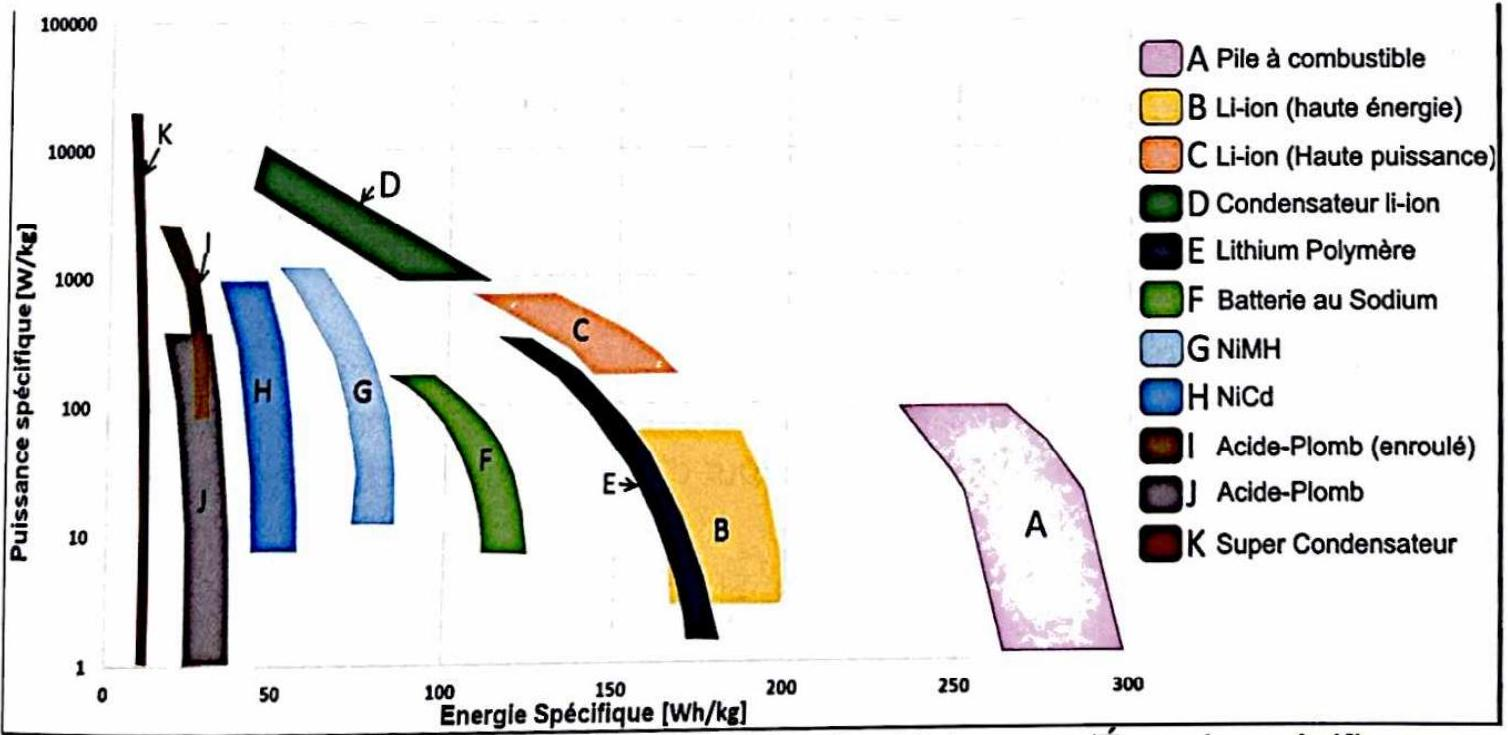 100000
10000
1000
100
10
1
Puissance spécifique [W/kg]
0
50
100
150
200
250
300
Energie Spécifique [Wh/kg]
K
D
I
C
H
G
F
E
J
B
A
A Pile à combustible
B Li-ion (haute énergie)
C Li-ion (Haute puissance)
D Condensateur li-ion
E Lithium Polymère
F Batterie au Sodium
G NiMH
H NiCd
I Acide-Plomb (enroulé)
J Acide-Plomb
K Super Condensateur